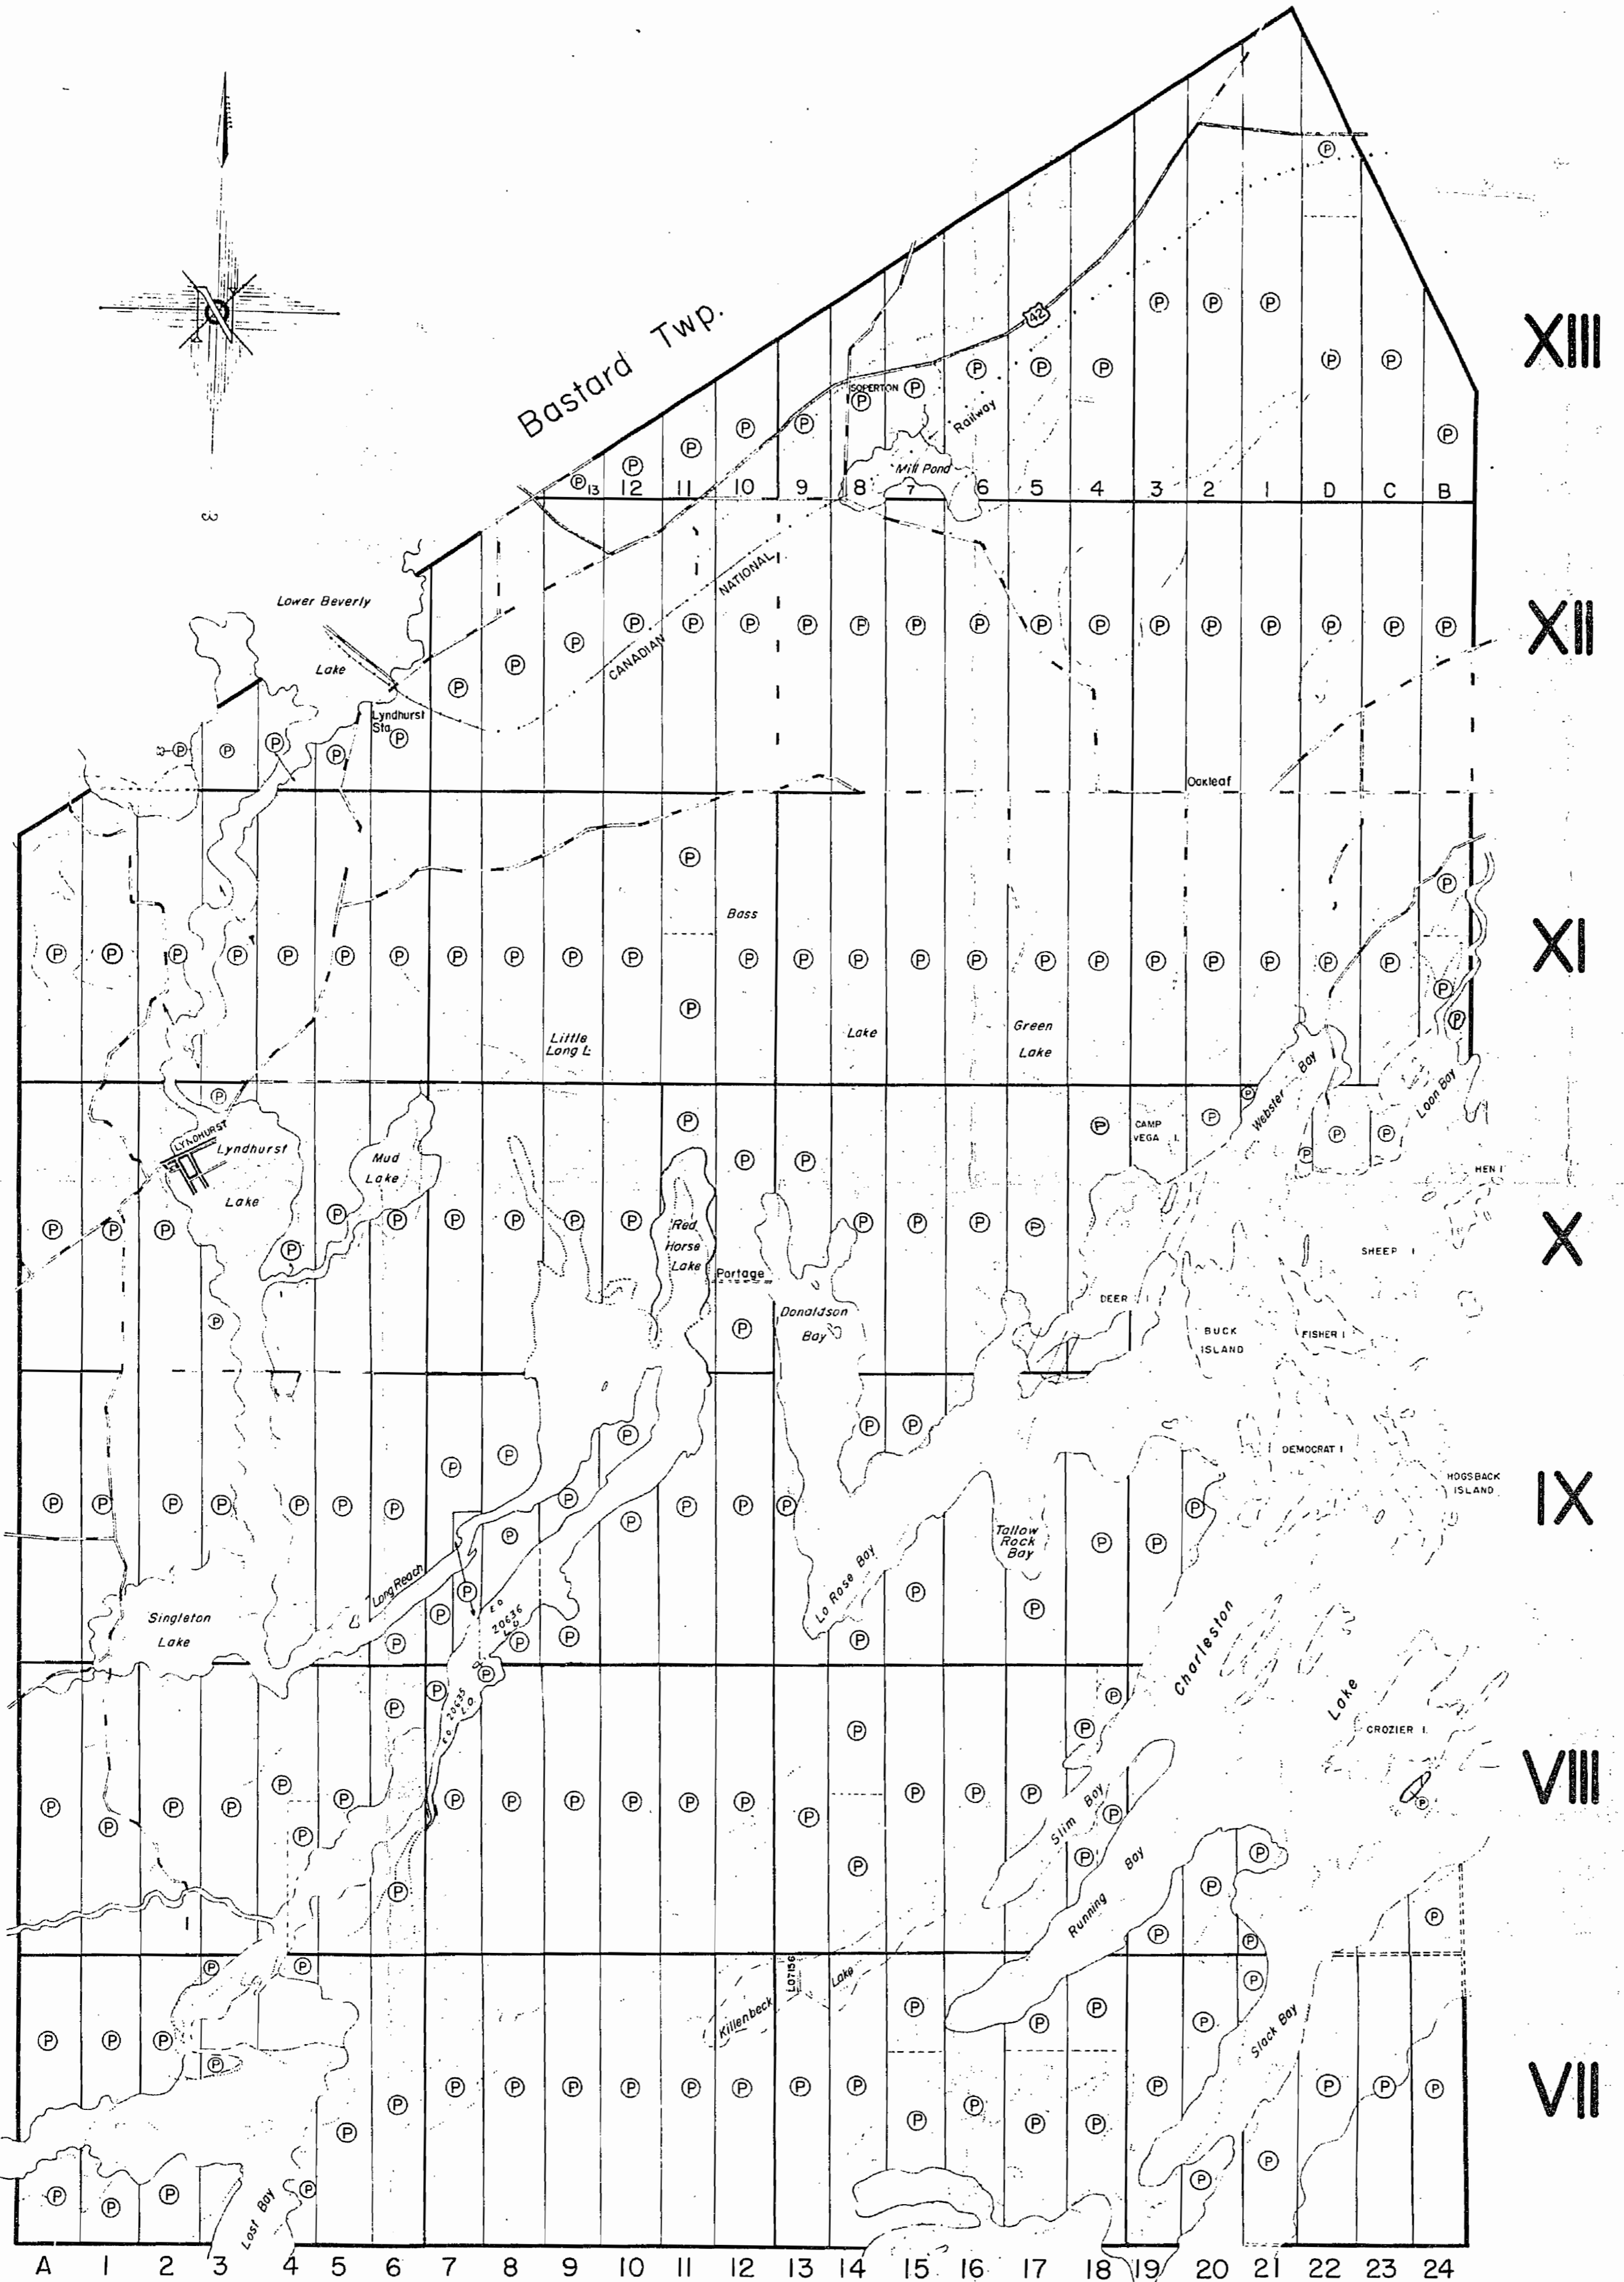 Bastard Twp.
XIII
42
SOPERTON
Railway
Mill Pond
13 12 11 10 9 8 7 6 5 4 3 2 1 D C B
CANADIAN NATIONAL
XII
Lower Beverly
Lake
Lyndhurst
Sta.
Oakleaf
XI
Bass
Lake
Little
Long L.
Green
Lake
Webster Bay
Loon Bay
LYNDHURST
Lyndhurst
Lake
Mud
Lake
CAMP
VEGA I.
HEN I
X
Red
Horse
Lake
Portage
SHEEP I
DEER I
Donaldson
Bay
BUCK
ISLAND
FISHER I
DEMOCRAT I
HOGSBACK
ISLAND
IX
Tallow
Rock
Bay
Long Reach
La Rose Bay
Singleton
Lake
20636
Charleston
Lake
20635
CROZIER I.
VIII
Slim Bay
Running Bay
Killenbeck
Lake
Slack Bay
VII
Lost Bay
A 1 2 3 4 5 6 7 8 9 10 11 12 13 14 15 16 17 18 19 20 21 22 23 24